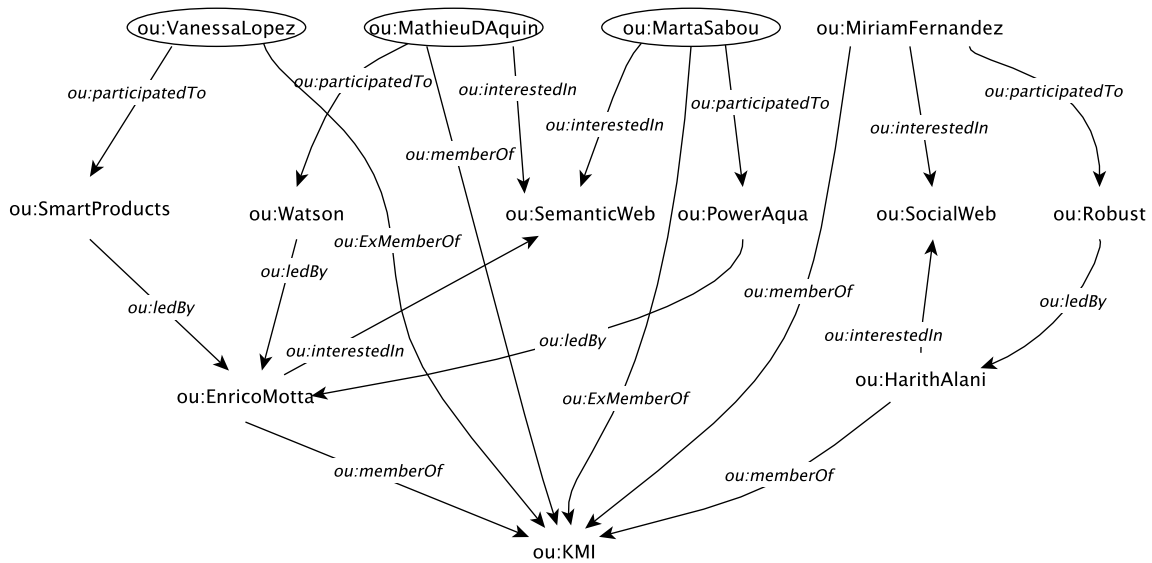 ou:VanessaLopez
ou:MathieuDAquin
ou:MartaSabou
ou:MiriamFernandez
ou:participatedTo
ou:participatedTo
ou:interestedIn
ou:participatedTo
ou:participatedTo
ou:interestedIn
ou:interestedIn
ou:memberOf
ou:SmartProducts
ou:Watson
ou:SemanticWeb
ou:PowerAqua
ou:SocialWeb
ou:Robust
ou:ExMemberOf
ou:ledBy
ou:memberOf
ou:ledBy
ou:ledBy
ou:interestedIn
ou:ledBy
ou:interestedIn
ou:HarithAlani
ou:EnricoMotta
ou:ExMemberOf
ou:memberOf
ou:memberOf
ou:KMI